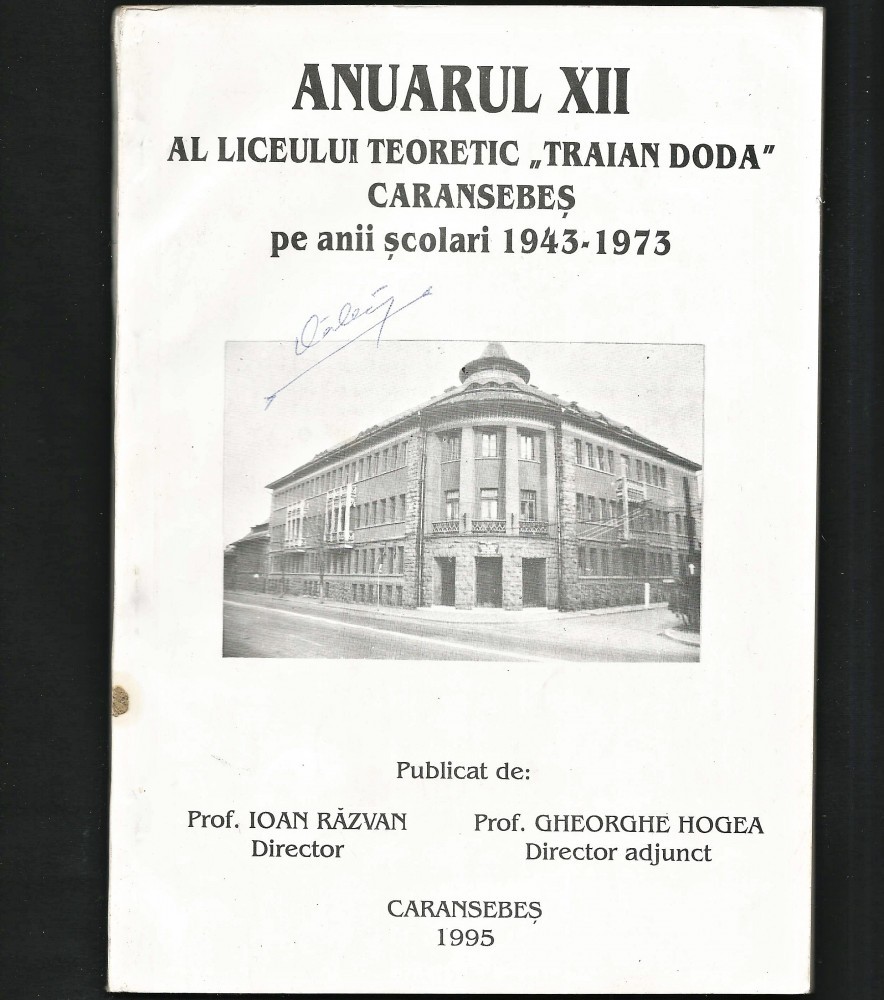 ANUARUL XII
AL LICEULUI TEORETIC „TRAIAN DODA”
CARANSEBEȘ
pe anii școlari 1943-1973
Publicat de:
Prof. IOAN RĂZVAN
Director
Prof. GHEORGHE HOGEA
Director adjunct
CARANSEBEȘ
1995